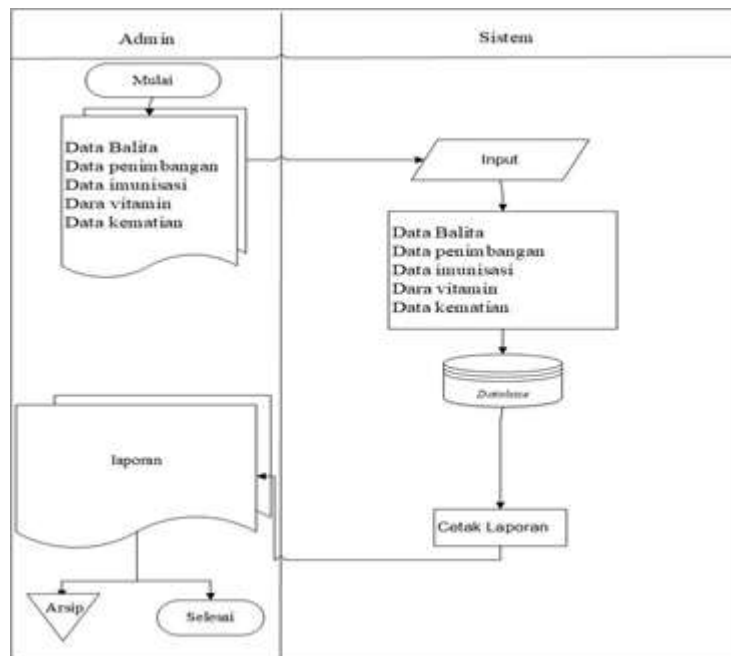 Admin
Sistem
Mulai
Data Balita
Data penimbangan
Data imunisasi
Dara vitamin
Data kematian
Input
Data Balita
Data penimbangan
Data imunisasi
Dara vitamin
Data kematian
Database
laporan
Cetak Laporan
Arsip
Selesai